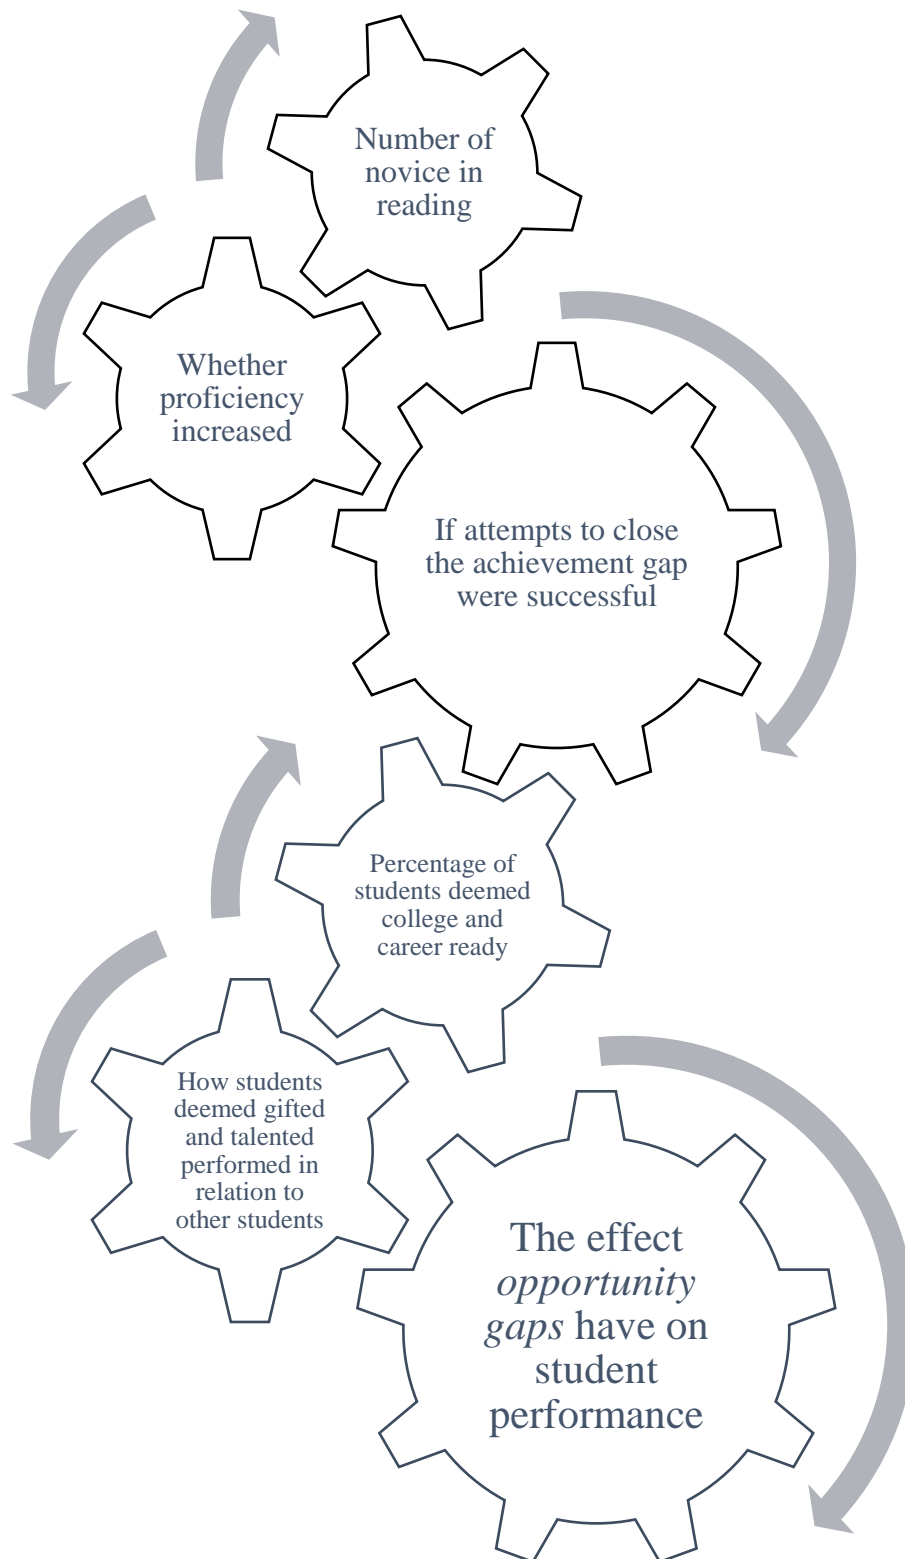 Number of
novice in
reading
Whether
proficiency
increased
If attempts to close
the achievement gap
were successful
Percentage of
students deemed
college and
career ready
How students
deemed gifted
and talented
performed in
relation to
other students
The effect
opportunity
gaps have on
student
performance